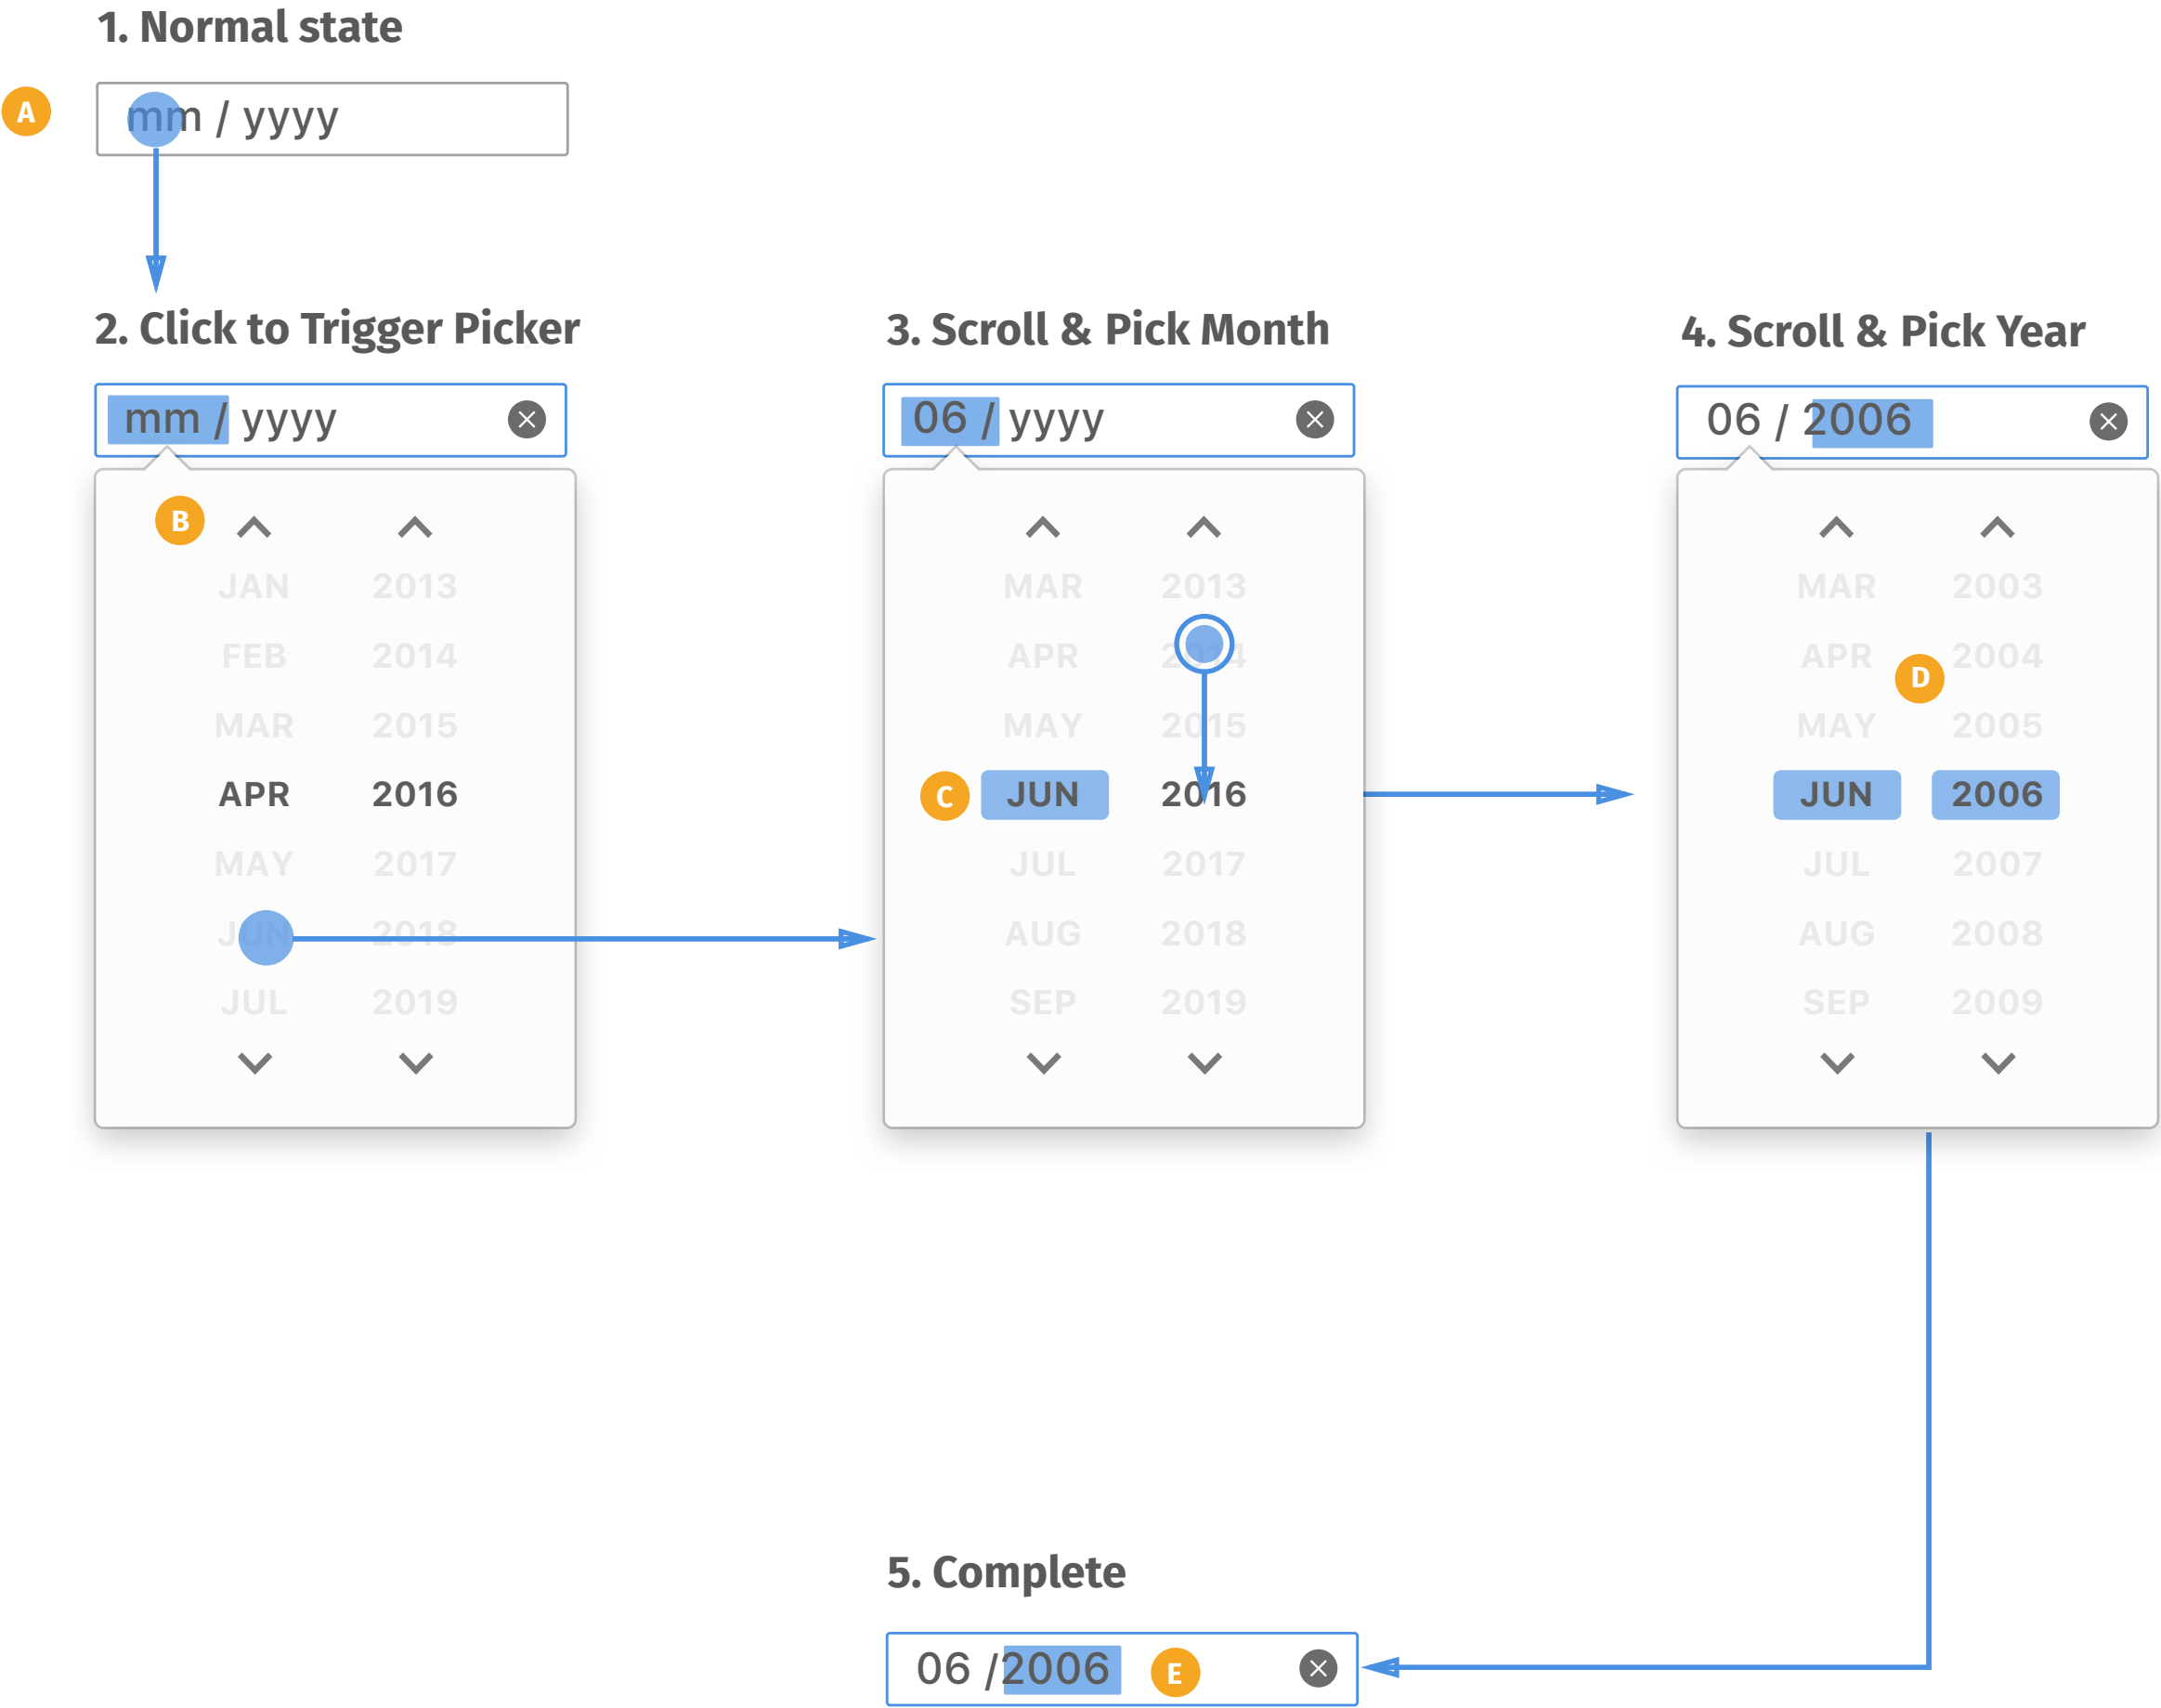 1. Normal state
A
mm / yyyy
2. Click to Trigger Picker
mm / yyyy
B
JAN 2013
FEB 2014
MAR 2015
APR 2016
MAY 2017
JUN 2018
JUL 2019
3. Scroll & Pick Month
06 / yyyy
MAR 2013
APR 2014
MAY 2015
C
JUN 2016
JUL 2017
AUG 2018
SEP 2019
4. Scroll & Pick Year
06 / 2006
MAR 2003
APR 2004
D
MAY 2005
JUN 2006
JUL 2007
AUG 2008
SEP 2009
5. Complete
06 /2006
E